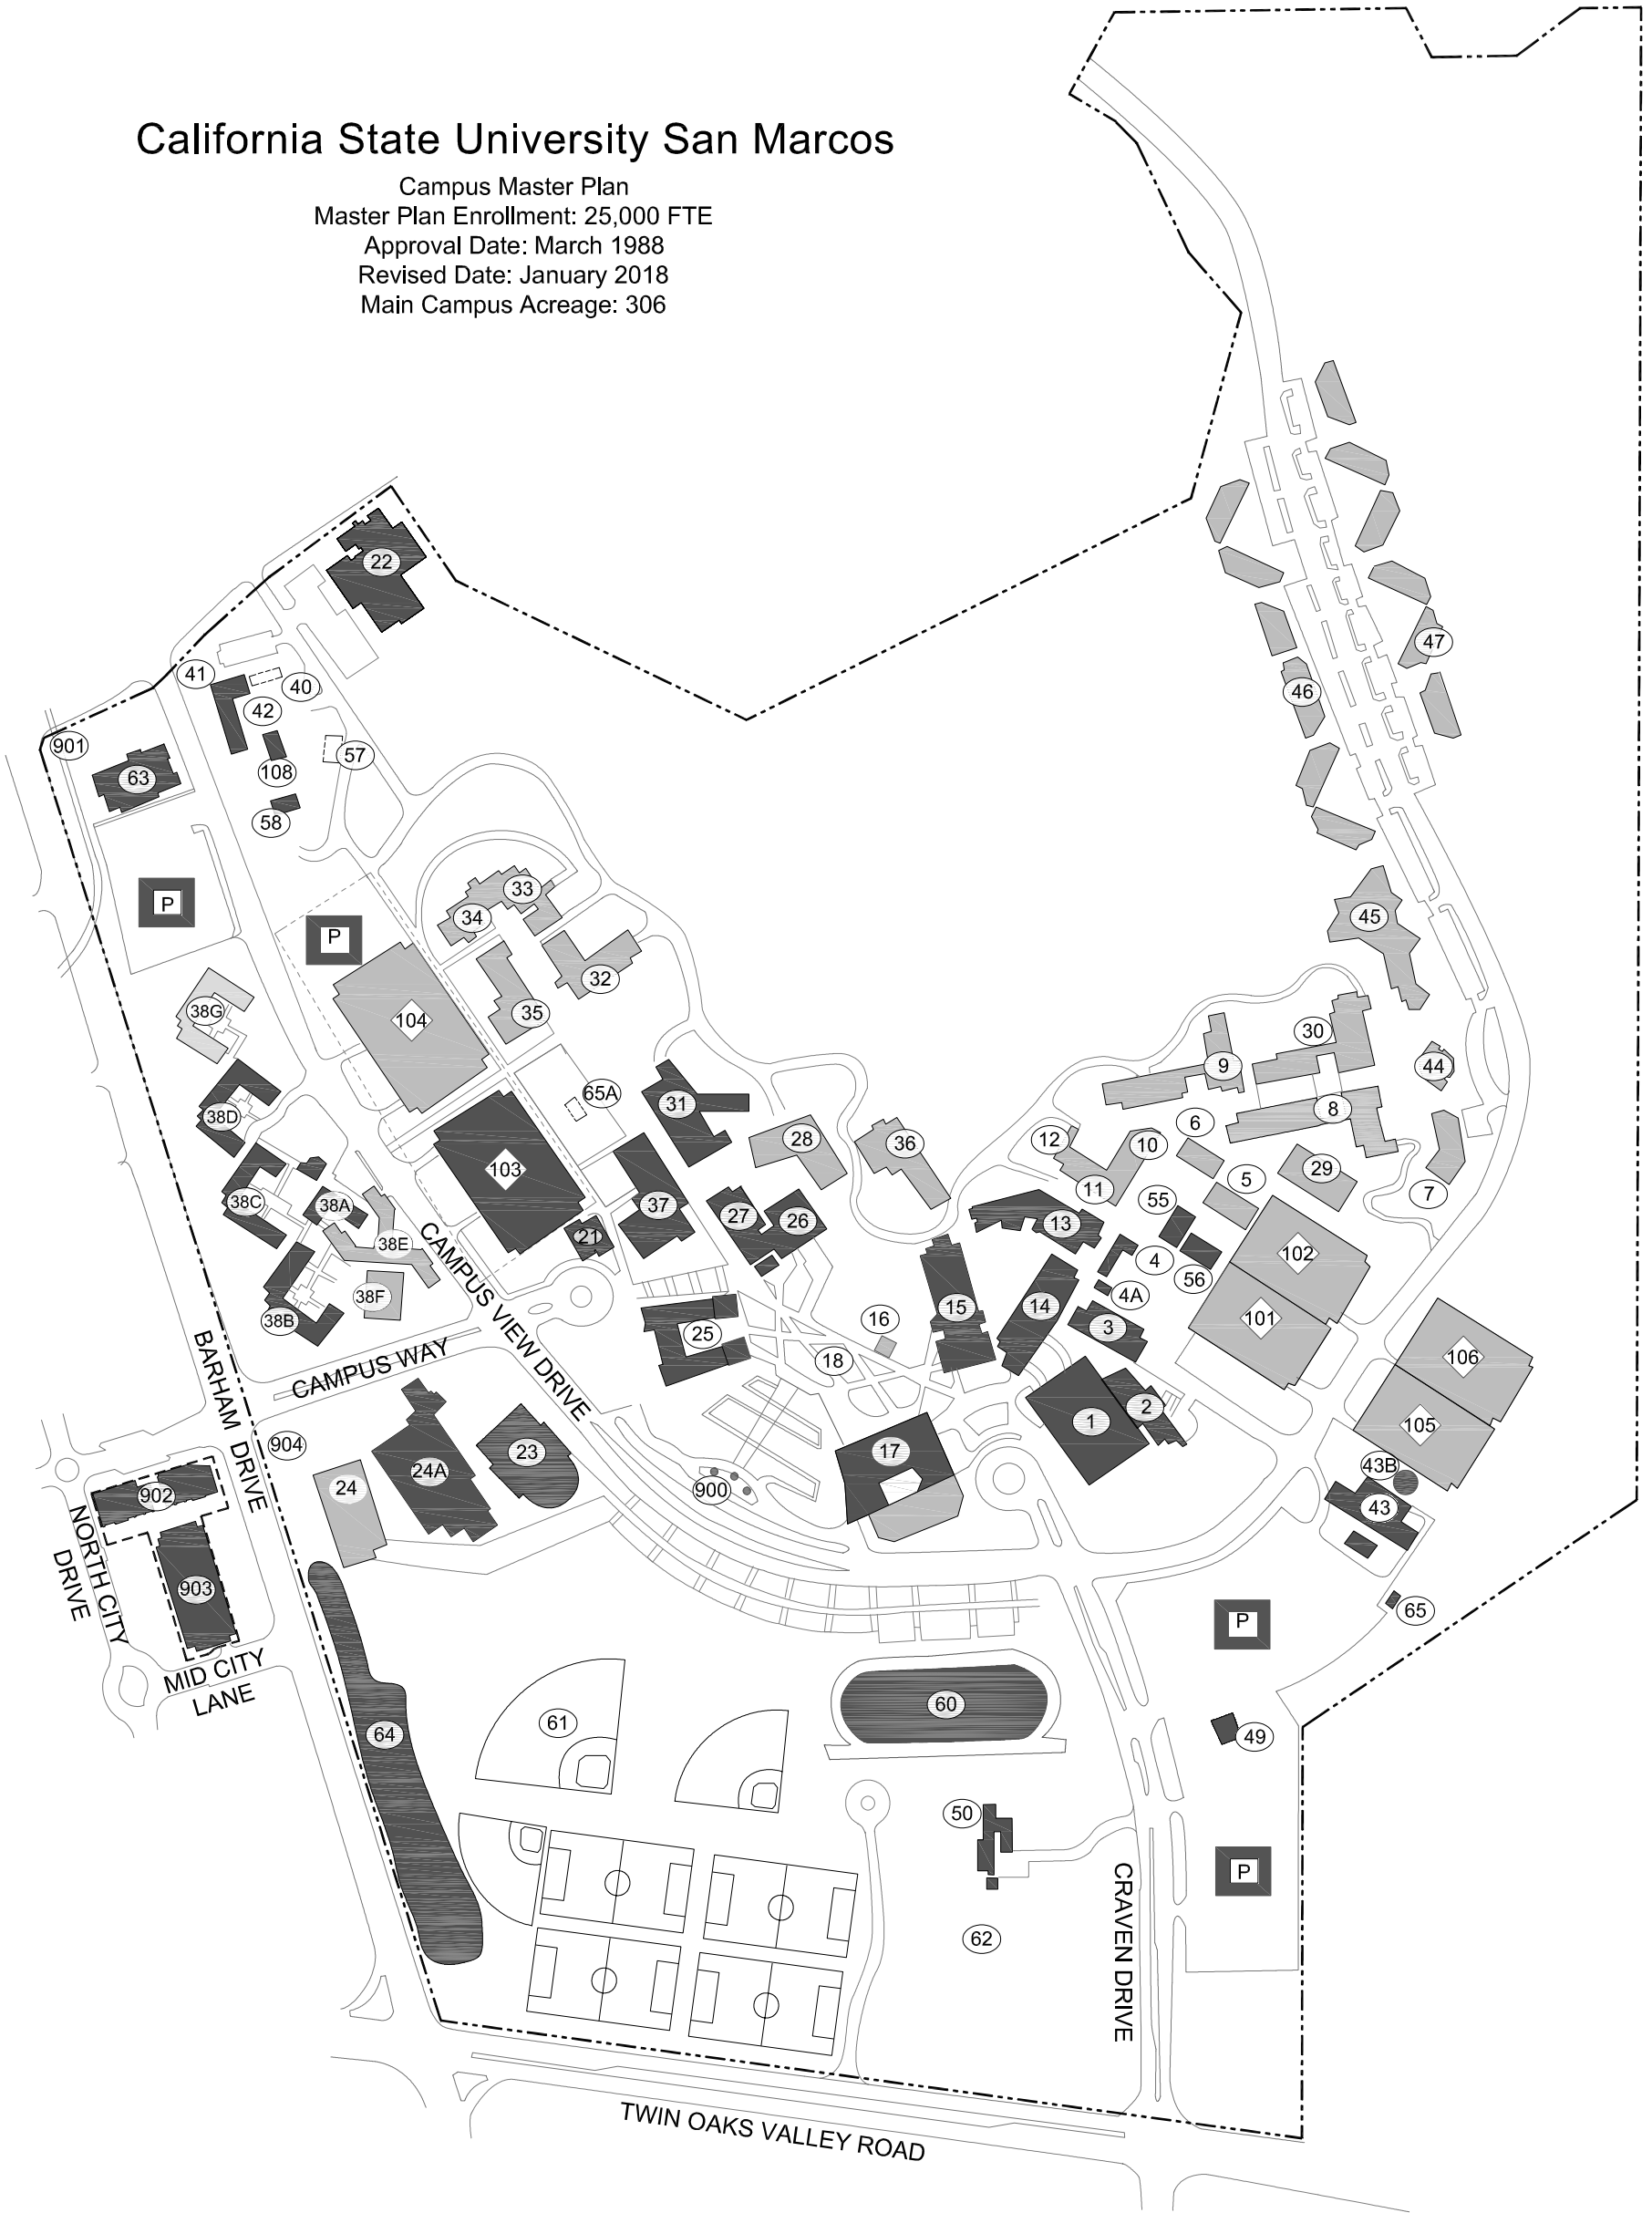 California State University San Marcos
Campus Master Plan
Master Plan Enrollment: 25,000 FTE
Approval Date: March 1988
Revised Date: January 2018
Main Campus Acreage: 306
22
47
41
40
46
42
901
57
63
108
58
33
P
45
34
P
32
38G
35
104
30
9
44
65A
31
8
38D
6
28
12
36
10
103
29
5
11
7
38C
55
38A
37
27
26
13
21
38E
102
4
56
4A
38F
15
14
16
101
38B
3
25
106
18
CAMPUS VIEW DRIVE
CAMPUS WAY
BARHAM DRIVE
2
1
105
904
23
17
43B
24A
24
900
902
43
903
65
NORTH CITY
DRIVE
P
MID CITY
LANE
60
61
64
49
50
P
62
CRAVEN DRIVE
TWIN OAKS VALLEY ROAD